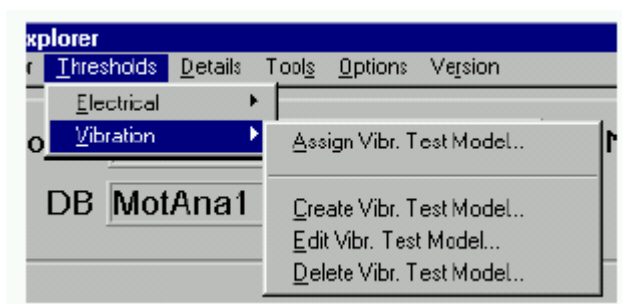 xplorer
r Thresholds Details Tools Options Version
Electrical
Vibration
Assign Vibr. Test Model...
DB MotAna1
Create Vibr. Test Model...
Edit Vibr. Test Model...
Delete Vibr. Test Model...